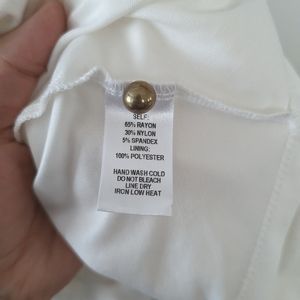 SELF:
65% RAYON
30% NYLON
5% SPANDEX
LINING:
100% POLYESTER
HAND WASH COLD
DO NOT BLEACH
LINE DRY
IRON LOW HEAT